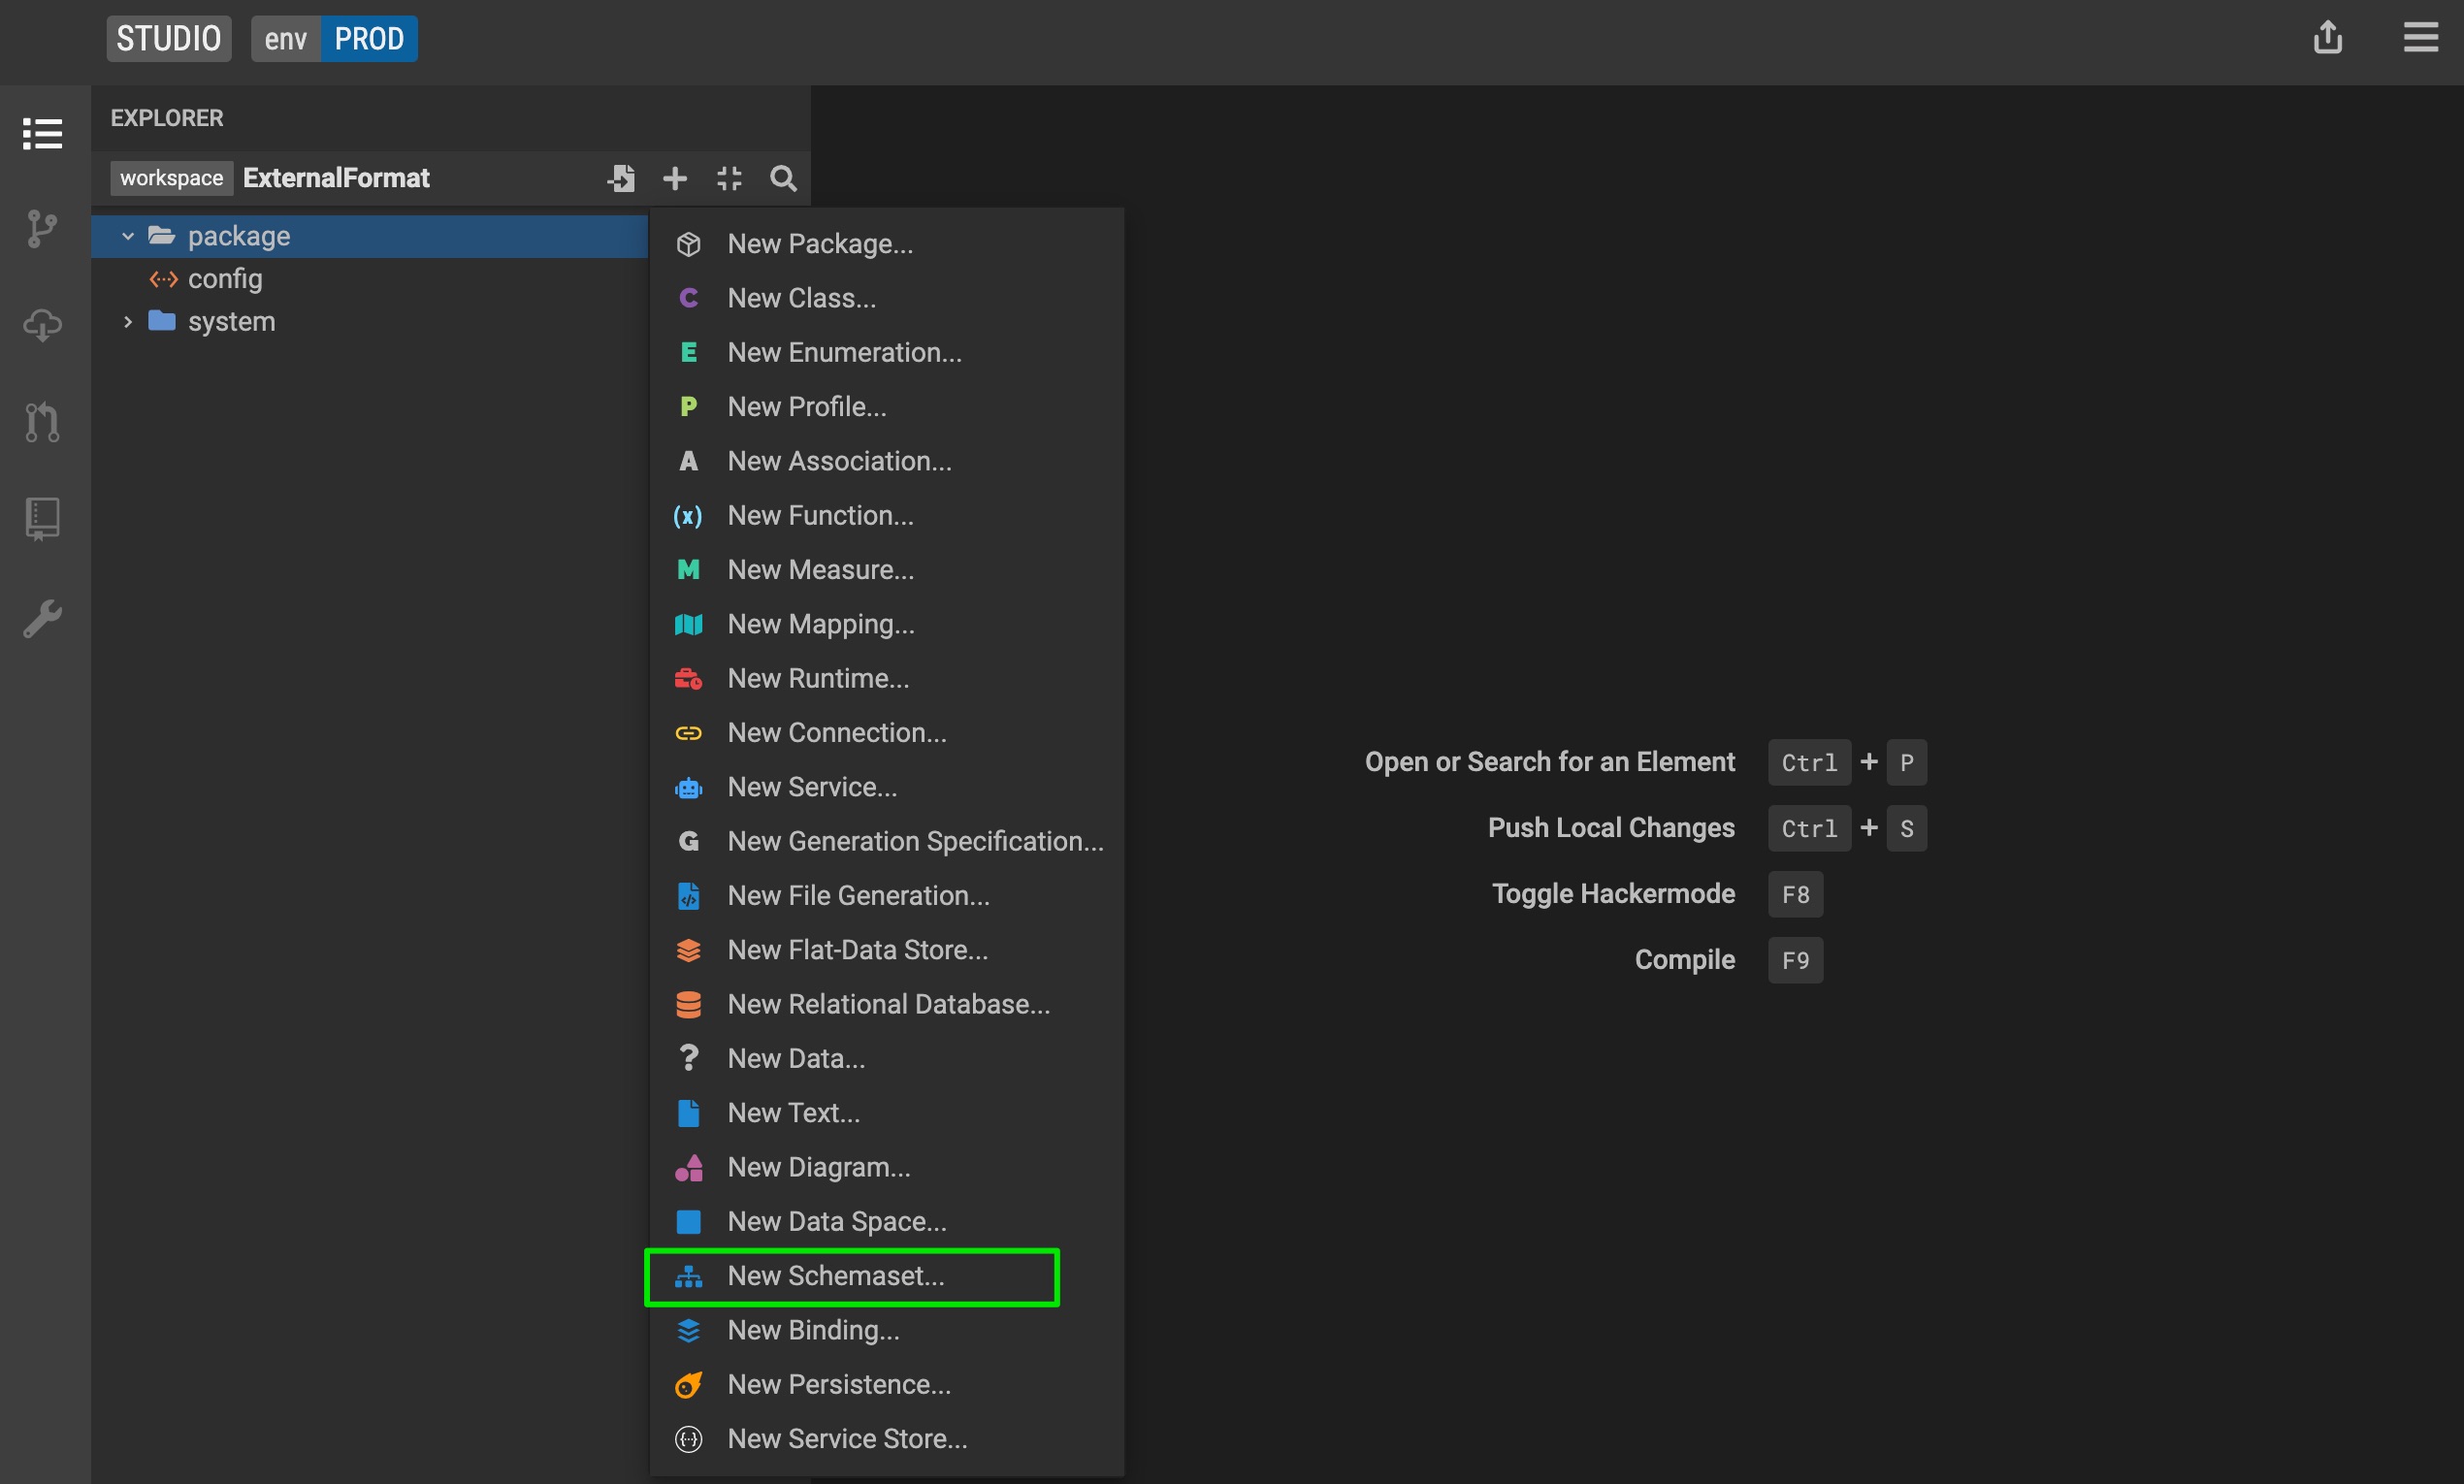 STUDIO env PROD
EXPLORER
workspace ExternalFormat
package
config
system
New Package...
C New Class...
E New Enumeration...
P New Profile...
A New Association...
(x) New Function...
M New Measure...
New Mapping...
New Runtime...
New Connection...
New Service...
G New Generation Specification...
New File Generation...
New Flat-Data Store...
New Relational Database...
? New Data...
New Text...
New Diagram...
New Data Space...
New Schemaset...
New Binding...
New Persistence...
New Service Store...
Open or Search for an Element Ctrl + P
Push Local Changes Ctrl + S
Toggle Hackermode F8
Compile F9